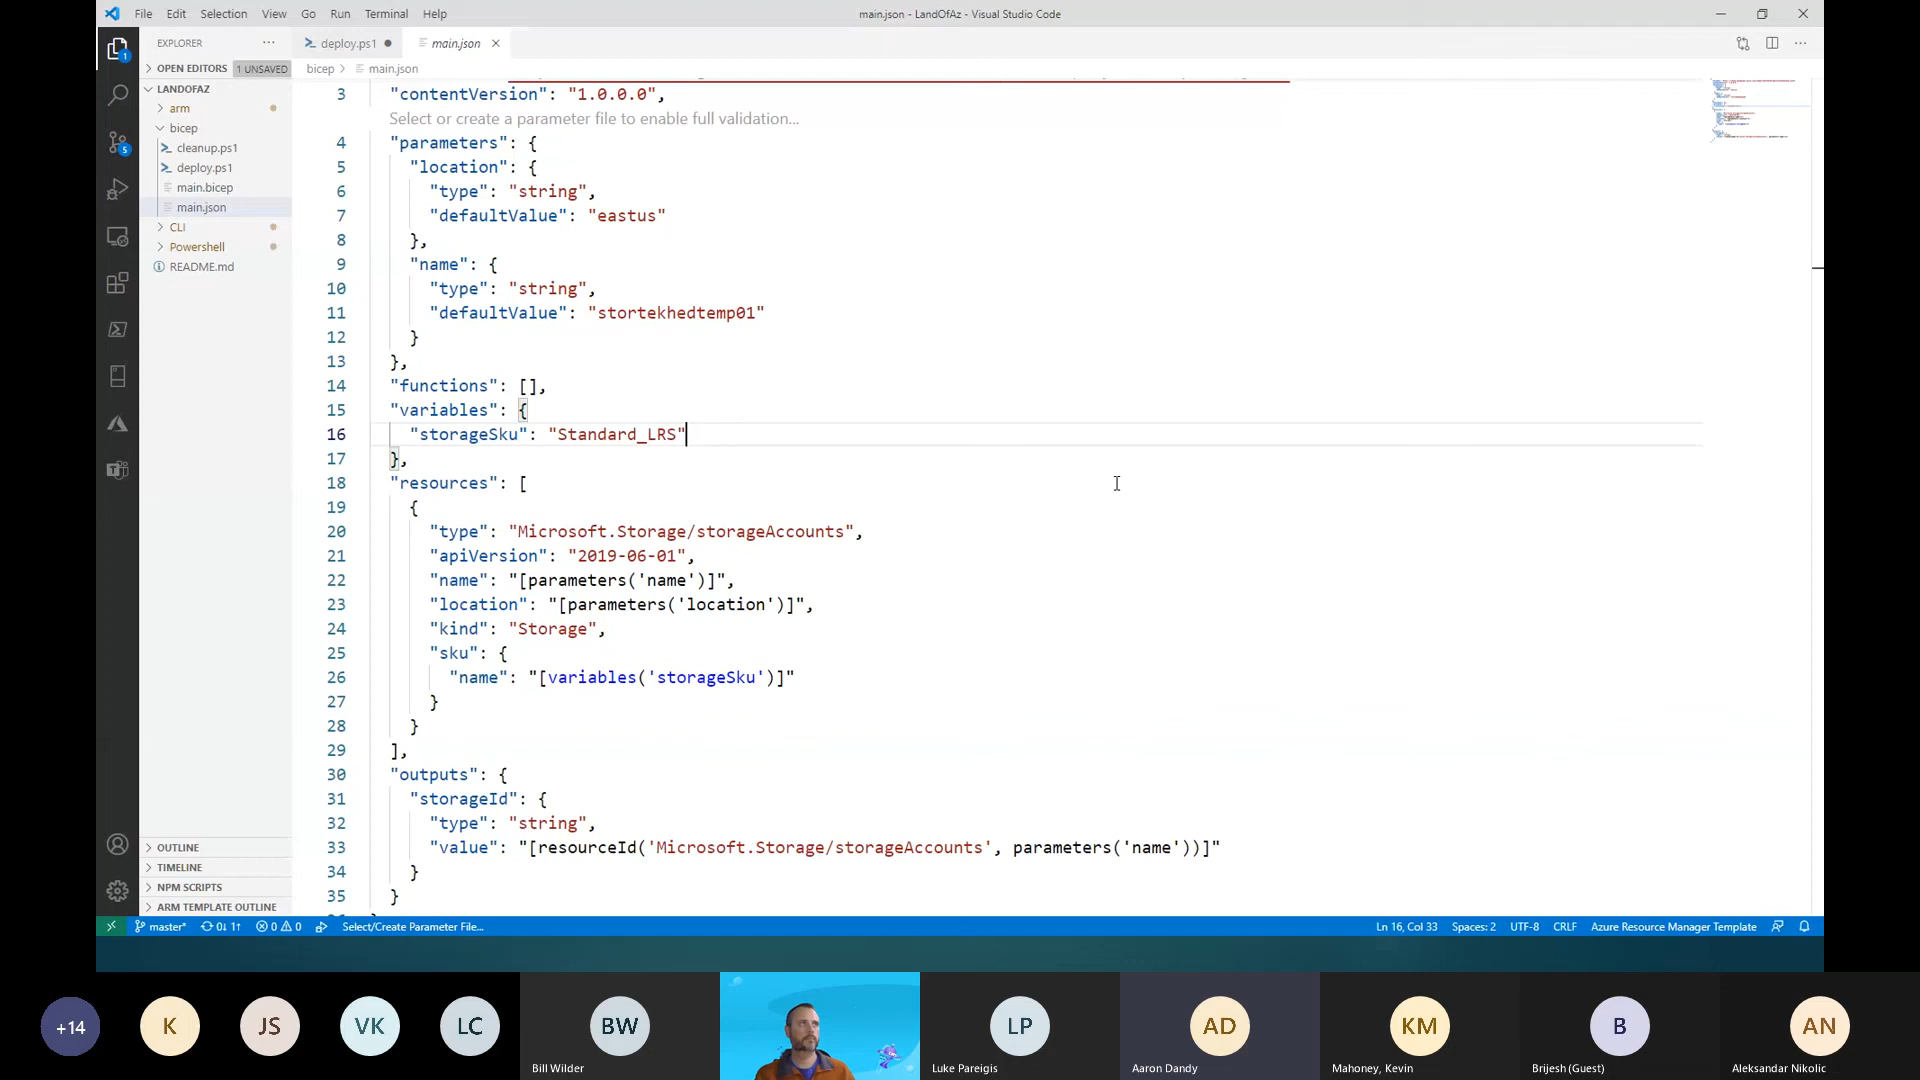 File Edit Selection View Go Run Terminal Help
main.json - LandOfAz - Visual Studio Code
EXPLORER
deploy.ps1
main.json
OPEN EDITORS 1 UNSAVED
bicep > main.json
LANDOFAZ
arm
bicep
cleanup.ps1
deploy.ps1
main.bicep
main.json
CLI
Powershell
README.md
OUTLINE
TIMELINE
NPM SCRIPTS
ARM TEMPLATE OUTLINE
1
5
3 "contentVersion": "1.0.0.0",
Select or create a parameter file to enable full validation...
4 "parameters": {
5 "location": {
6 "type": "string",
7 "defaultValue": "eastus"
8 },
9 "name": {
10 "type": "string",
11 "defaultValue": "stortekhedtemp01"
12 }
13 },
14 "functions": [],
15 "variables": {
16 "storageSku": "Standard_LRS"
17 },
18 "resources": [
19 {
20 "type": "Microsoft.Storage/storageAccounts",
21 "apiVersion": "2019-06-01",
22 "name": "[parameters('name')]",
23 "location": "[parameters('location')]",
24 "kind": "Storage",
25 "sku": {
26 "name": "[variables('storageSku')]"
27 }
28 }
29 ],
30 "outputs": {
31 "storageId": {
32 "type": "string",
33 "value": "[resourceId('Microsoft.Storage/storageAccounts', parameters('name'))]"
34 }
35 }
master* 0↓ 1↑ 0 0 Select/Create Parameter File...
Ln 16, Col 33 Spaces: 2 UTF-8 CRLF Azure Resource Manager Template
+14 K JS VK LC BW LP AD KM B AN
Bill Wilder Luke Pareigis Aaron Dandy Mahoney, Kevin Brijesh (Guest) Aleksandar Nikolic